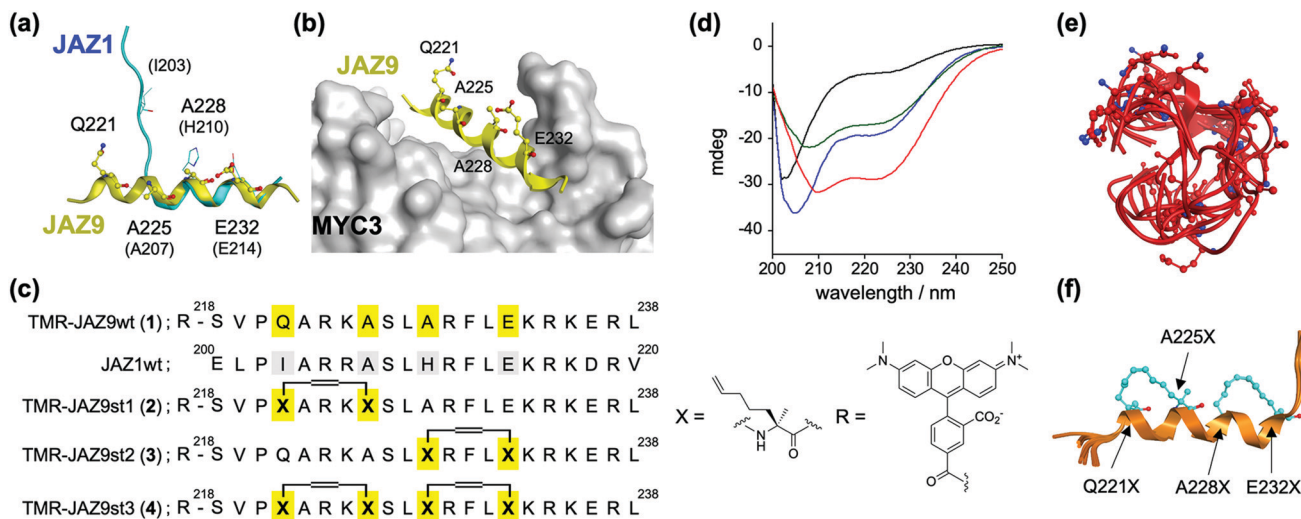 (a)
JAZ1
(I203)
Q221
A228
(H210)
JAZ9
A225
(A207)
E232
(E214)
(b)
Q221
JAZ9
A225
E232
A228
MYC3
(c)
218 238
TMR-JAZ9wt (1) ; R - S V P Q A R K A S L A R F L E K R K E R L
200 220
JAZ1wt ; E L P I A R R A S L H R F L E K R K D R V
218 238
TMR-JAZ9st1 (2) ; R - S V P X A R K X S L A R F L E K R K E R L
218 238
TMR-JAZ9st2 (3) ; R - S V P Q A R K A S L X R F L X K R K E R L
218 238
TMR-JAZ9st3 (4) ; R - S V P X A R K X S L X R F L X K R K E R L
(d)
0
-10
-20
-30
-40
mdeg
200 210 220 230 240 250
wavelength / nm
X =
N
H
O
R =
N
O
N+
CO2-
O
(e)
(f)
A225X
Q221X A228X E232X